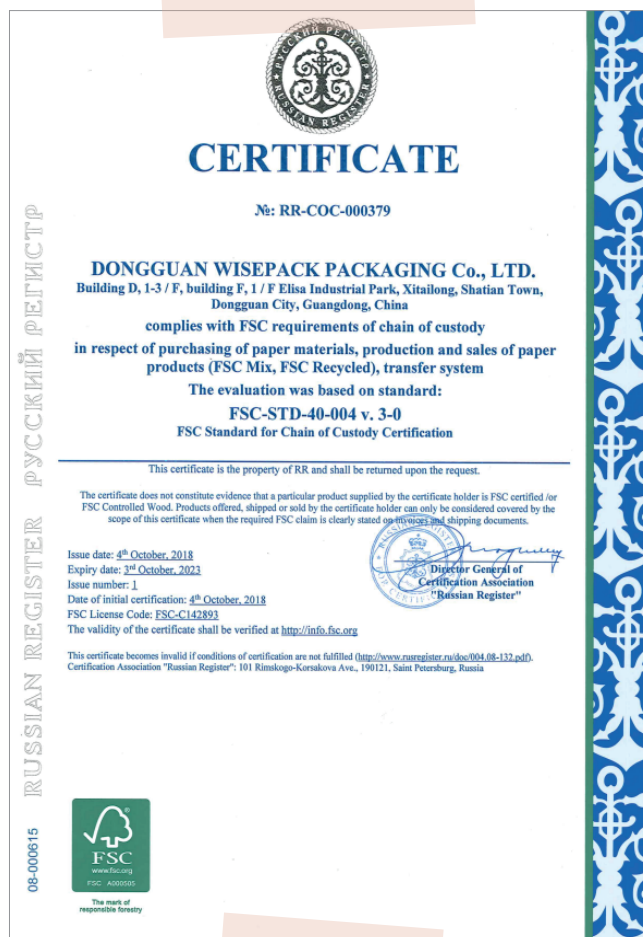 РУССКИЙ РЕГИСТР
RUSSIAN REGISTER
CERTIFICATE
№: RR-COC-000379
DONGGUAN WISEPACK PACKAGING Co., LTD.
Building D, 1-3 / F, building F, 1 / F Elisa Industrial Park, Xitailong, Shatian Town,
Dongguan City, Guangdong, China
complies with FSC requirements of chain of custody
in respect of purchasing of paper materials, production and sales of paper
products (FSC Mix, FSC Recycled), transfer system
The evaluation was based on standard:
FSC-STD-40-004 v. 3-0
FSC Standard for Chain of Custody Certification
This certificate is the property of RR and shall be returned upon the request.
The certificate does not constitute evidence that a particular product supplied by the certificate holder is FSC certified /or
FSC Controlled Wood. Products offered, shipped or sold by the certificate holder can only be considered covered by the
scope of this certificate when the required FSC claim is clearly stated on invoices and shipping documents.
Issue date: 4th October, 2018
Expiry date: 3rd October, 2023
Issue number: 1
Date of initial certification: 4th October, 2018
FSC License Code: FSC-C142893
The validity of the certificate shall be verified at http://info.fsc.org
Director General of
Certification Association
"Russian Register"
This certificate becomes invalid if conditions of certification are not fulfilled (http://www.rusregister.ru/doc/004.08-132.pdf).
Certification Association "Russian Register": 101 Rimskogo-Korsakova Ave., 190121, Saint Petersburg, Russia
RUSSIAN REGISTER РУССКИЙ РЕГИСТР
08-000615
FSC
www.fsc.org
FSC A000505
The mark of
responsible forestry